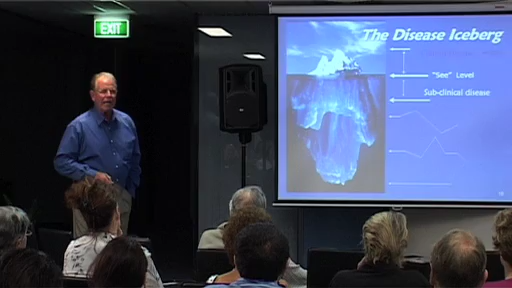 EXIT
The Disease Iceberg
"See" Level
Sub-clinical disease